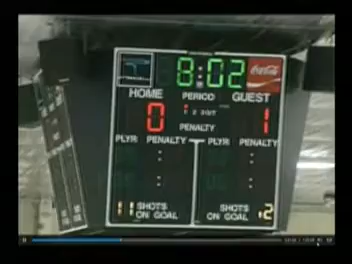 8:02
Coca-Cola
HOME PERIOD GUEST
0 1
PENALTY
PLYR PENALTY PLYR PENALTY
11 SHOTS ON GOAL
SHOTS ON GOAL 2